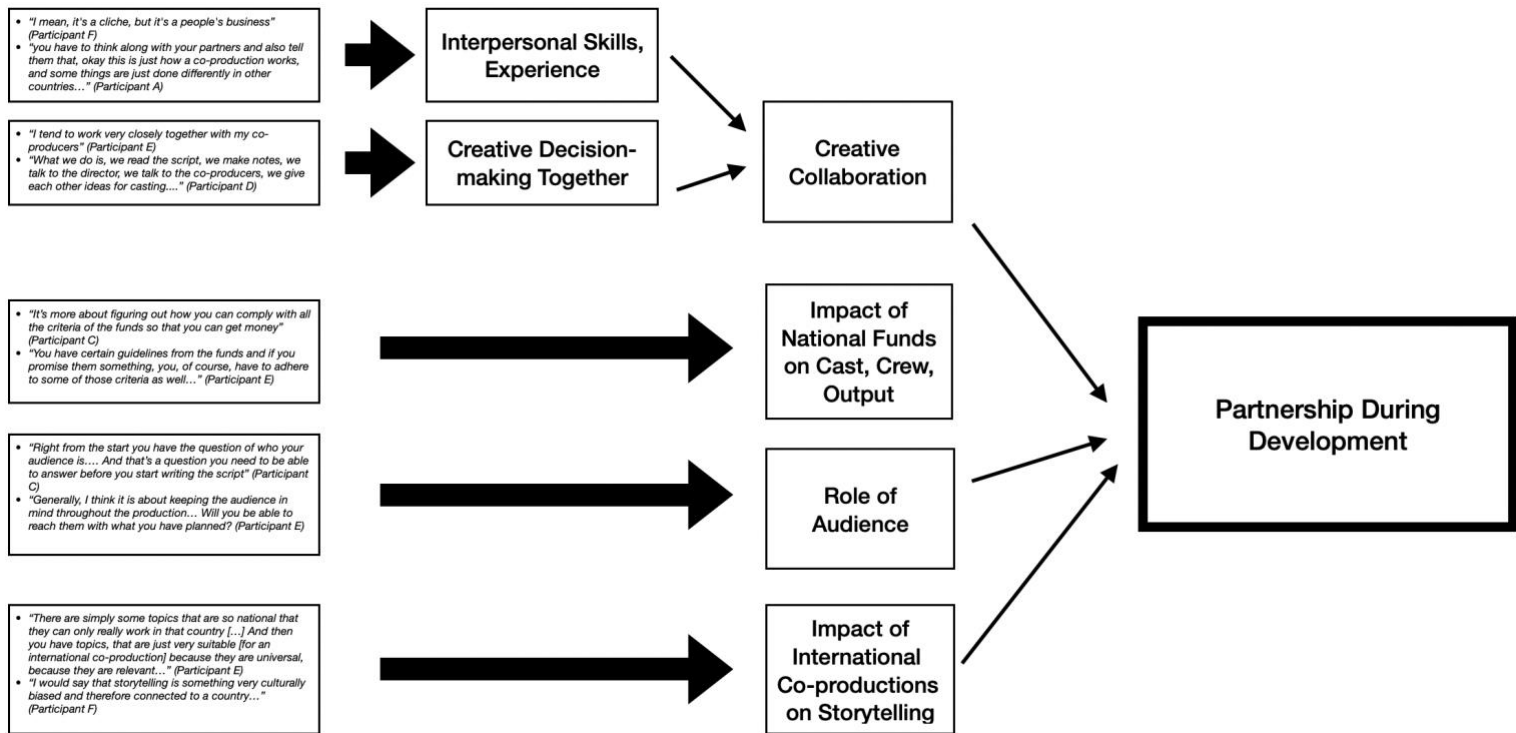 • “I mean, it's a cliche, but it's a people's business”
(Participant F)
• “you have to think along with your partners and also tell
them that, okay this is just how a co-production works,
and some things are just done differently in other
countries…” (Participant A)
Interpersonal Skills,
Experience
• “I tend to work very closely together with my co-
producers” (Participant E)
• “What we do is, we read the script, we make notes, we
talk to the director, we talk to the co-producers, we give
each other ideas for casting....” (Participant D)
Creative Decision-
making Together
Creative
Collaboration
• “It’s more about figuring out how you can comply with all
the criteria of the funds so that you can get money”
(Participant C)
• “You have certain guidelines from the funds and if you
promise them something, you, of course, have to adhere
to some of those criteria as well…” (Participant E)
Impact of
National Funds
on Cast, Crew,
Output
• “Right from the start you have the question of who your
audience is…. And that’s a question you need to be able
to answer before you start writing the script” (Participant
C)
• “Generally, I think it is about keeping the audience in
mind throughout the production… Will you be able to
reach them with what you have planned? (Participant E)
Role of
Audience
• “There are simply some topics that are so national that
they can only really work in that country […] And then
you have topics, that are just very suitable [for an
international co-production] because they are universal,
because they are relevant…” (Participant E)
• “I would say that storytelling is something very culturally
biased and therefore connected to a country…”
(Participant F)
Impact of
International
Co-productions
on Storytelling
Partnership During
Development